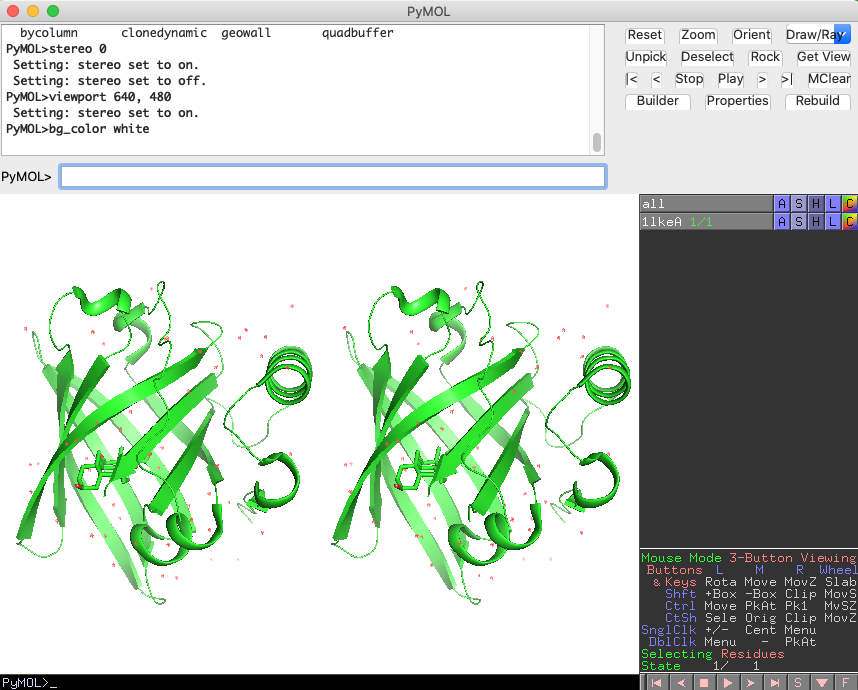 PyMOL
bycolumn clonedynamic geowall quadbuffer
PyMOL>stereo 0
Setting: stereo set to on.
Setting: stereo set to off.
PyMOL>viewport 640, 480
Setting: stereo set to on.
PyMOL>bg_color white
PyMOL>
Reset Zoom Orient Draw/Ray
Unpick Deselect Rock Get View
|< < Stop Play > >| MClear
Builder Properties Rebuild
all A S H L C
1lkeA 1/1 A S H L C
Mouse Mode 3-Button Viewing
Buttons L M R Wheel
& Keys Rota Move MovZ Slab
Shft +Box -Box Clip MovS
Ctrl Move PkAt Pk1 MvSZ
CtSh Sele Orig Clip MovZ
SnglClk +/- Cent Menu
DblClk Menu - PkAt
Selecting Residues
State 1/ 1
PyMOL>_
S F